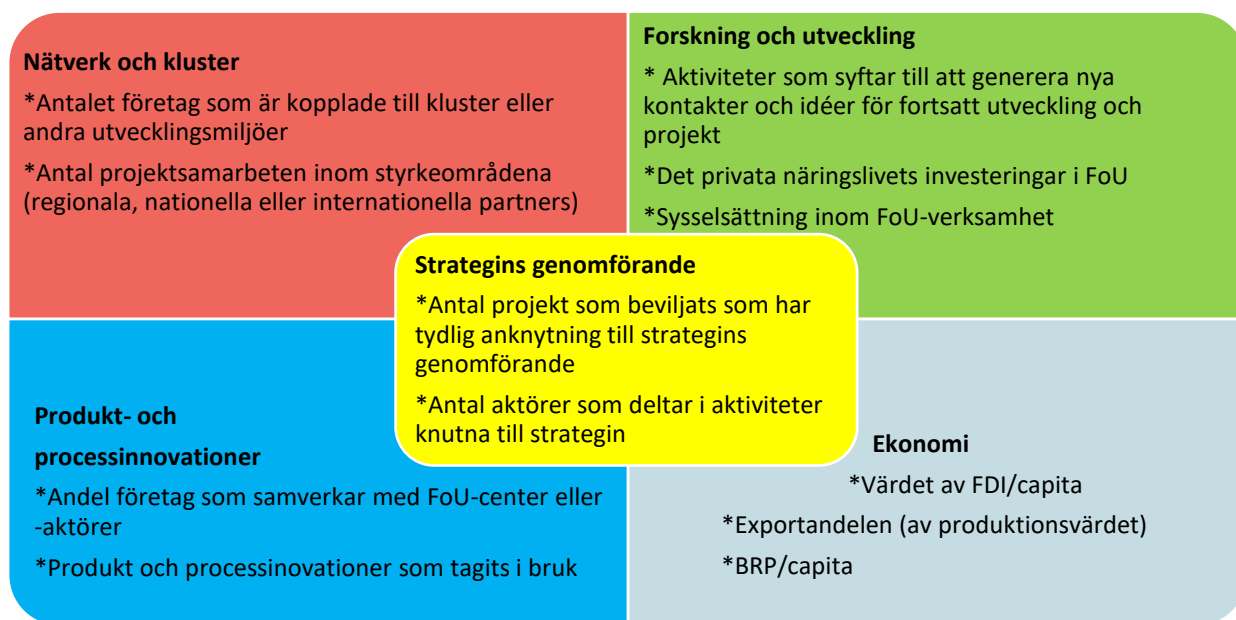 Nätverk och kluster
*Antalet företag som är kopplade till kluster eller
andra utvecklingsmiljöer
*Antal projektsamarbeten inom styrkeområdena
(regionala, nationella eller internationella partners)
Forskning och utveckling
* Aktiviteter som syftar till att generera nya
kontakter och idéer för fortsatt utveckling och
projekt
*Det privata näringslivets investeringar i FoU
*Sysselsättning inom FoU-verksamhet
Strategins genomförande
*Antal projekt som beviljats som har
tydlig anknytning till strategins
genomförande
*Antal aktörer som deltar i aktiviteter
knutna till strategin
Produkt- och
processinnovationer
*Andel företag som samverkar med FoU-center eller
-aktörer
*Produkt och processinovationer som tagits i bruk
Ekonomi
*Värdet av FDI/capita
*Exportandelen (av produktionsvärdet)
*BRP/capita